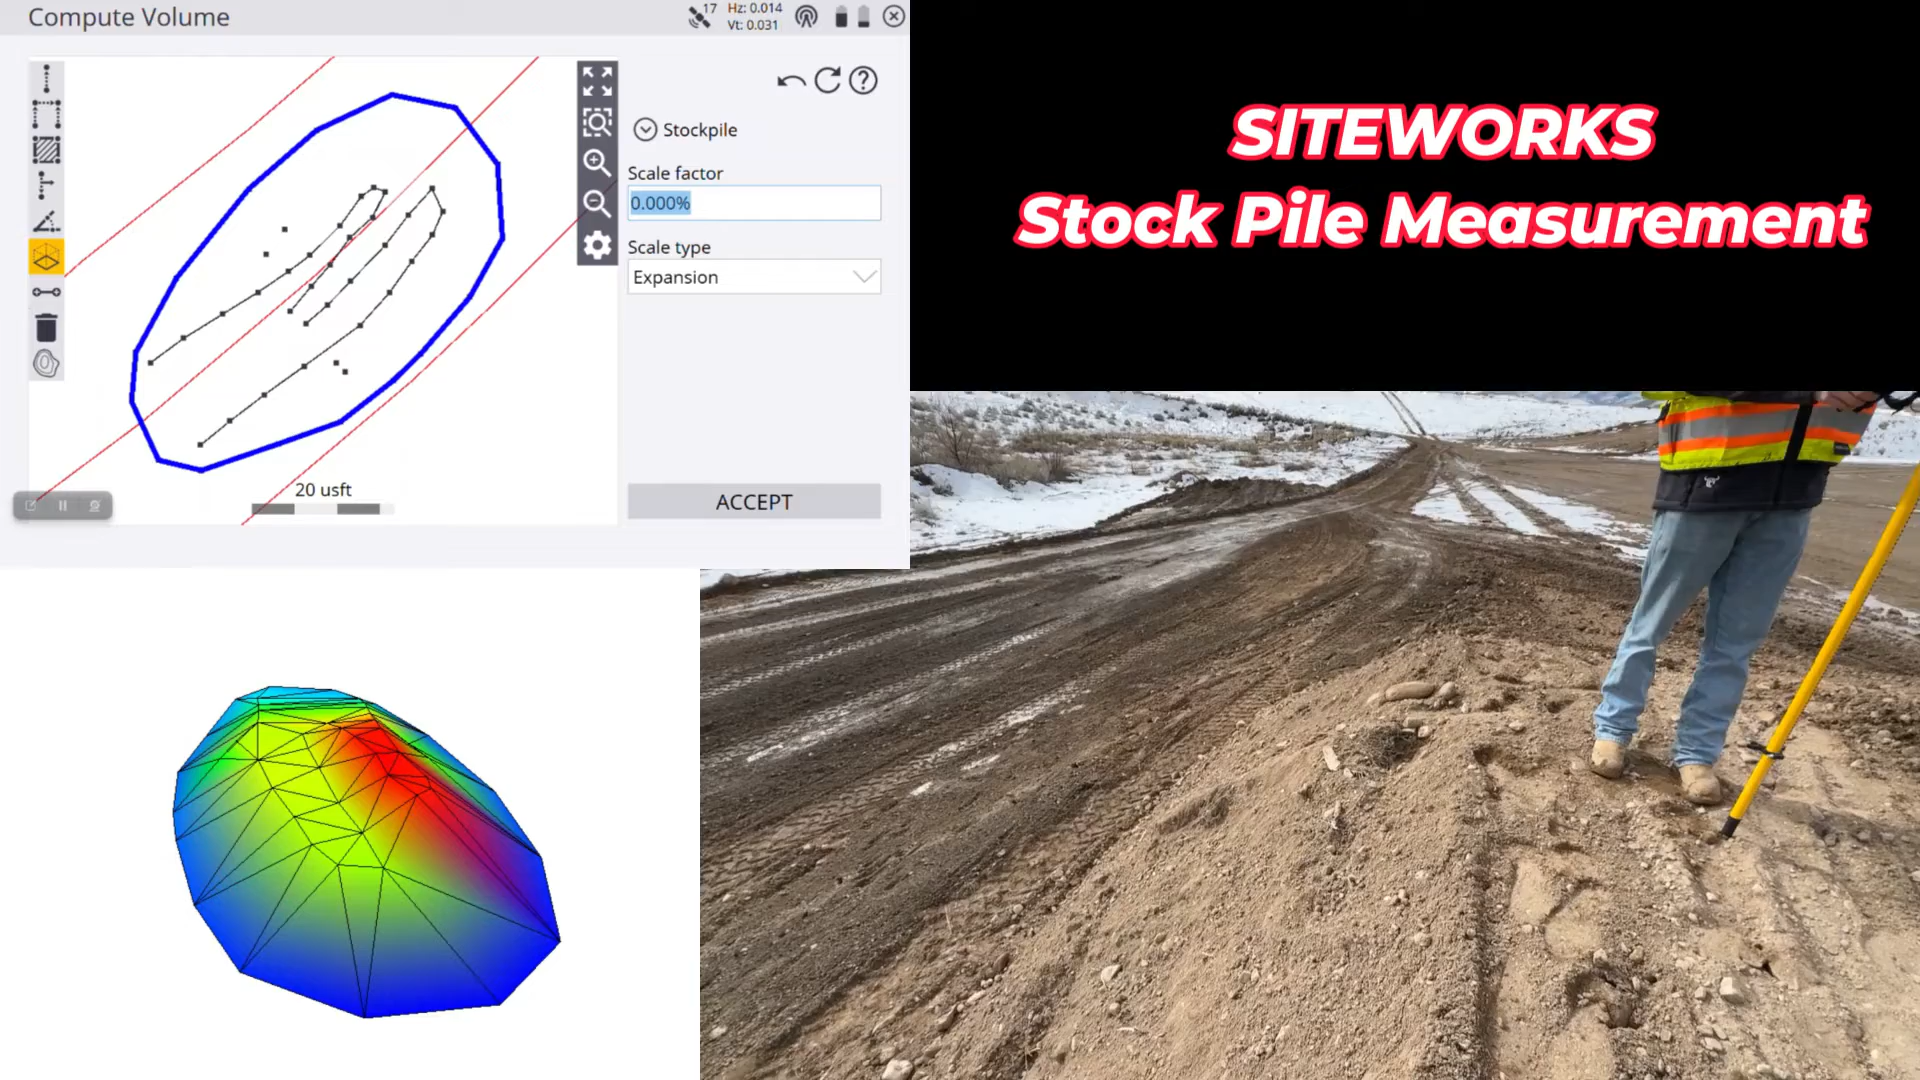 Compute Volume
17
Hz: 0.014
Vt: 0.031
Stockpile
Scale factor
0.000%
Scale type
Expansion
20 usft
ACCEPT
SITEWORKS
Stock Pile Measurement